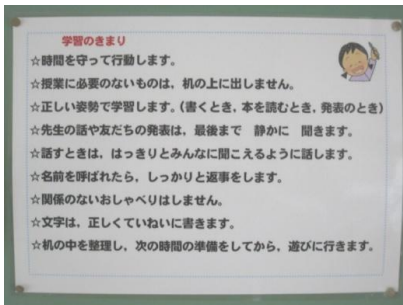 学習のきまり
☆時間を守って行動します。
☆授業に必要のないものは，机の上に出しません。
☆正しい姿勢で学習します。（書くとき，本を読むとき，発表のとき）
☆先生の話や友だちの発表は，最後まで　静かに　聞きます。
☆話すときは，はっきりとみんなに聞こえるように話します。
☆名前を呼ばれたら，しっかりと返事をします。
☆関係のないおしゃべりはしません。
☆文字は，正しくていねいに書きます。
☆机の中を整理し，次の時間の準備をしてから，遊びに行きます。